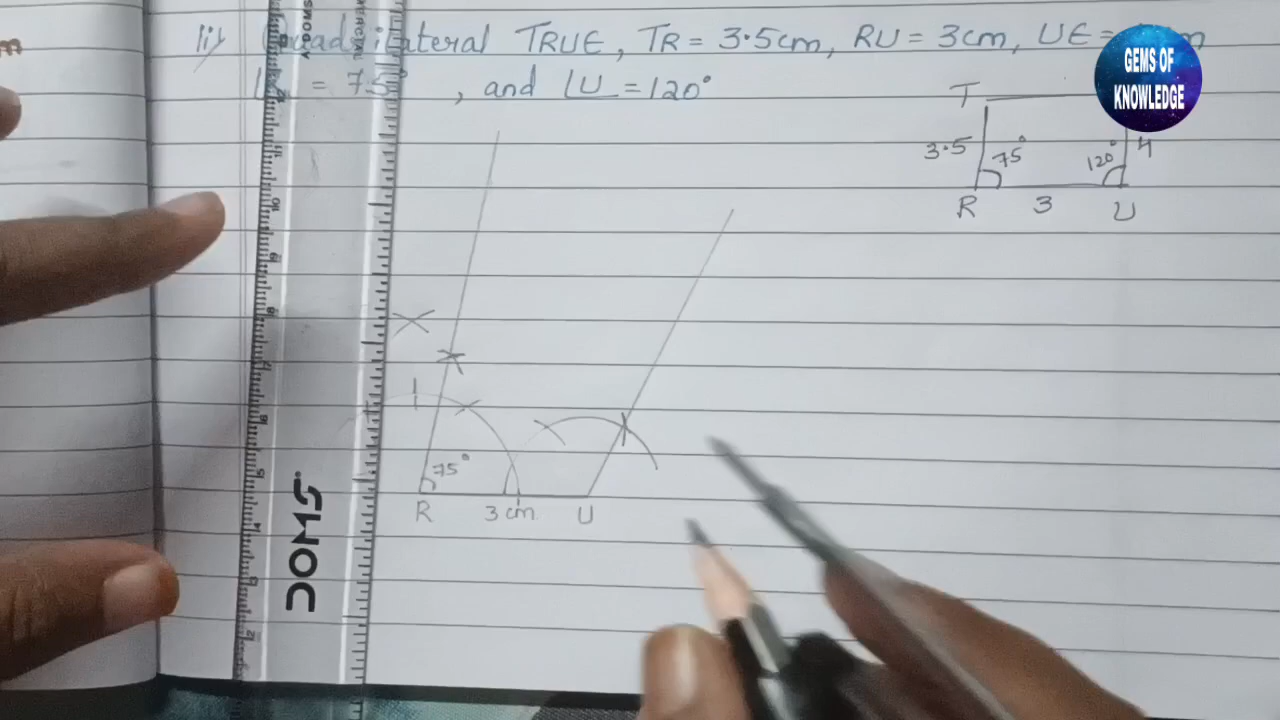 ii) Quadrilateral TRUE, TR = 3.5cm, RU = 3cm, UE =
= 75°, and ∠U = 120°
GEMS OF
KNOWLEDGE
T
3.5 75° 120° 4
R 3 U
75°
R 3 cm U
DOMS
DOMS